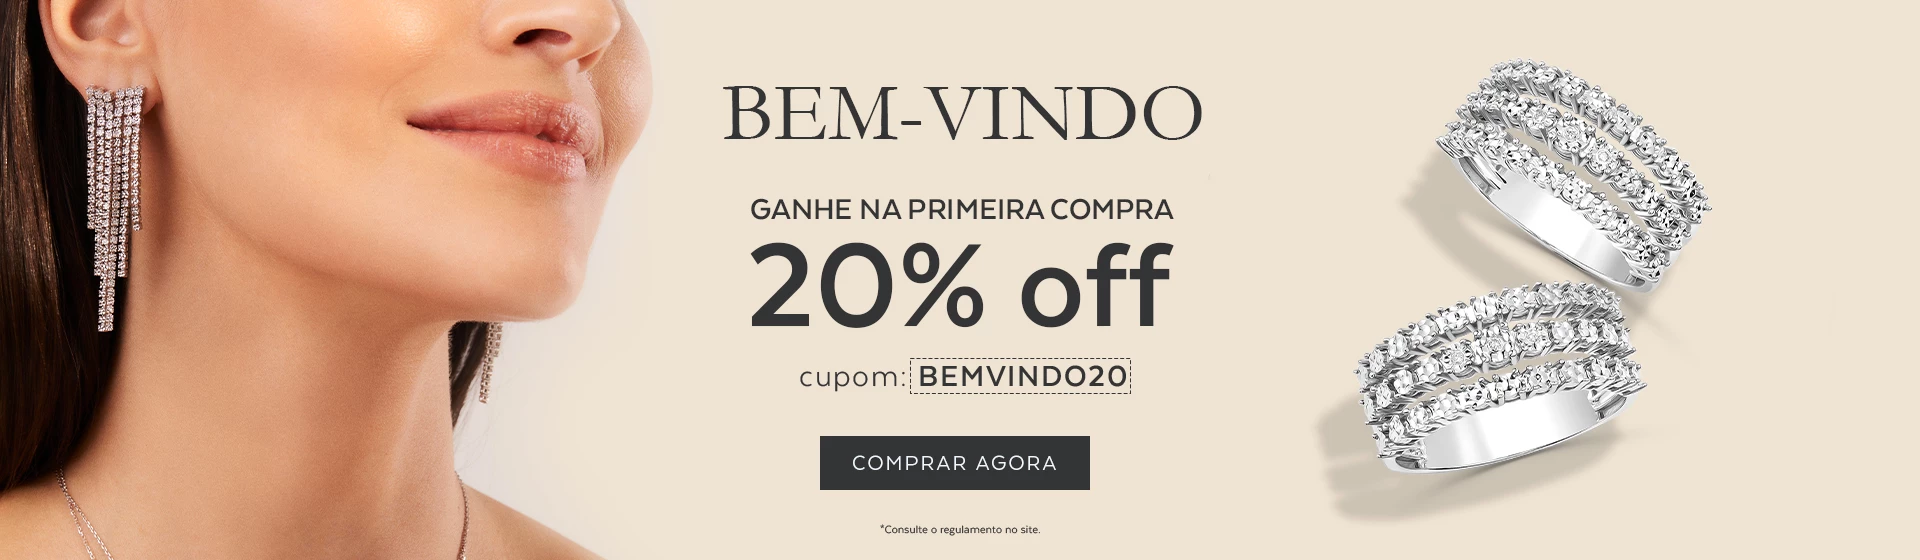 BEM-VINDO
GANHE NA PRIMEIRA COMPRA
20% off
cupom: BEMVINDO20
COMPRAR AGORA
*Consulte o regulamento no site.